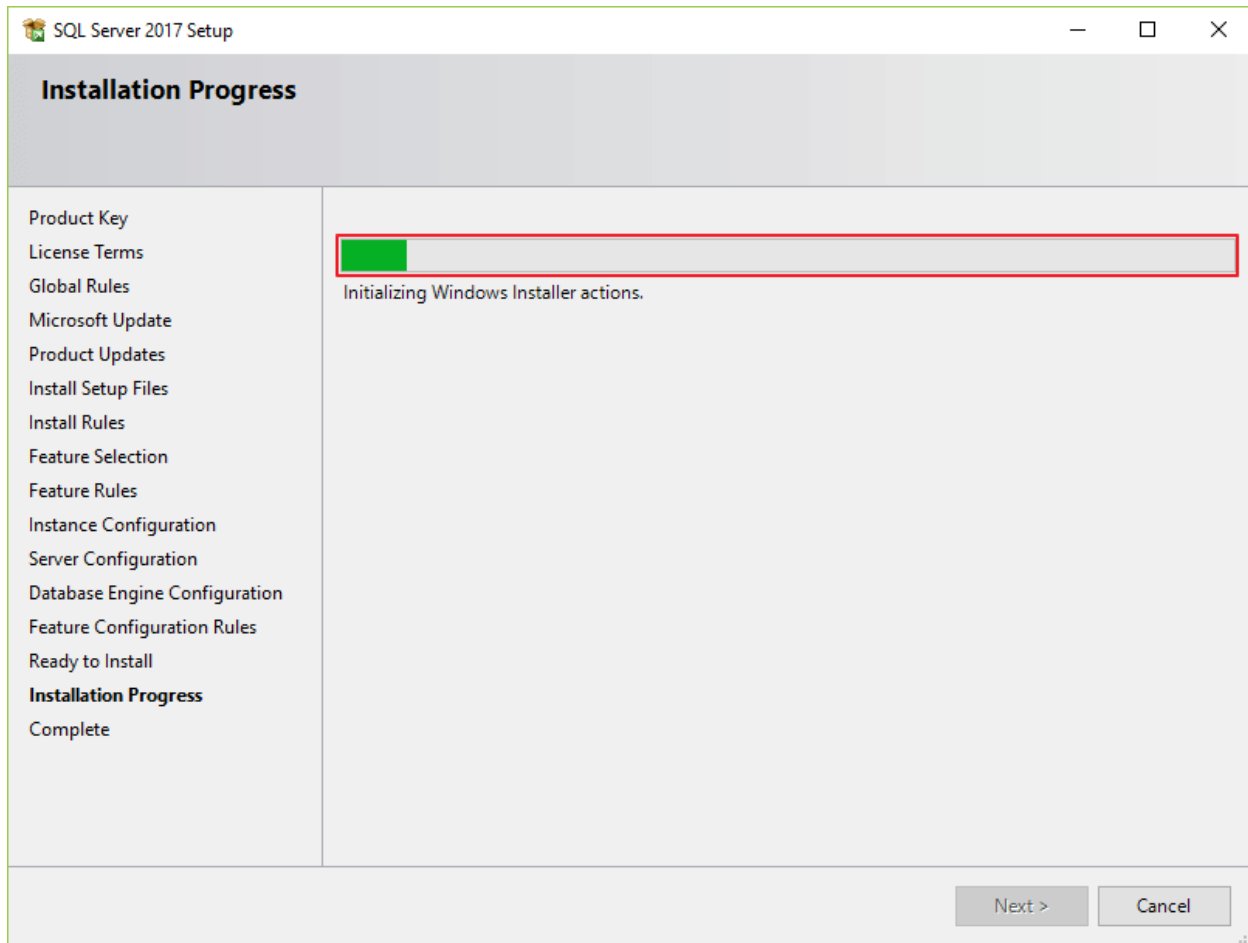 SQL Server 2017 Setup
Installation Progress
Product Key
License Terms
Global Rules
Microsoft Update
Product Updates
Install Setup Files
Install Rules
Feature Selection
Feature Rules
Instance Configuration
Server Configuration
Database Engine Configuration
Feature Configuration Rules
Ready to Install
Installation Progress
Complete
Initializing Windows Installer actions.
Next >
Cancel